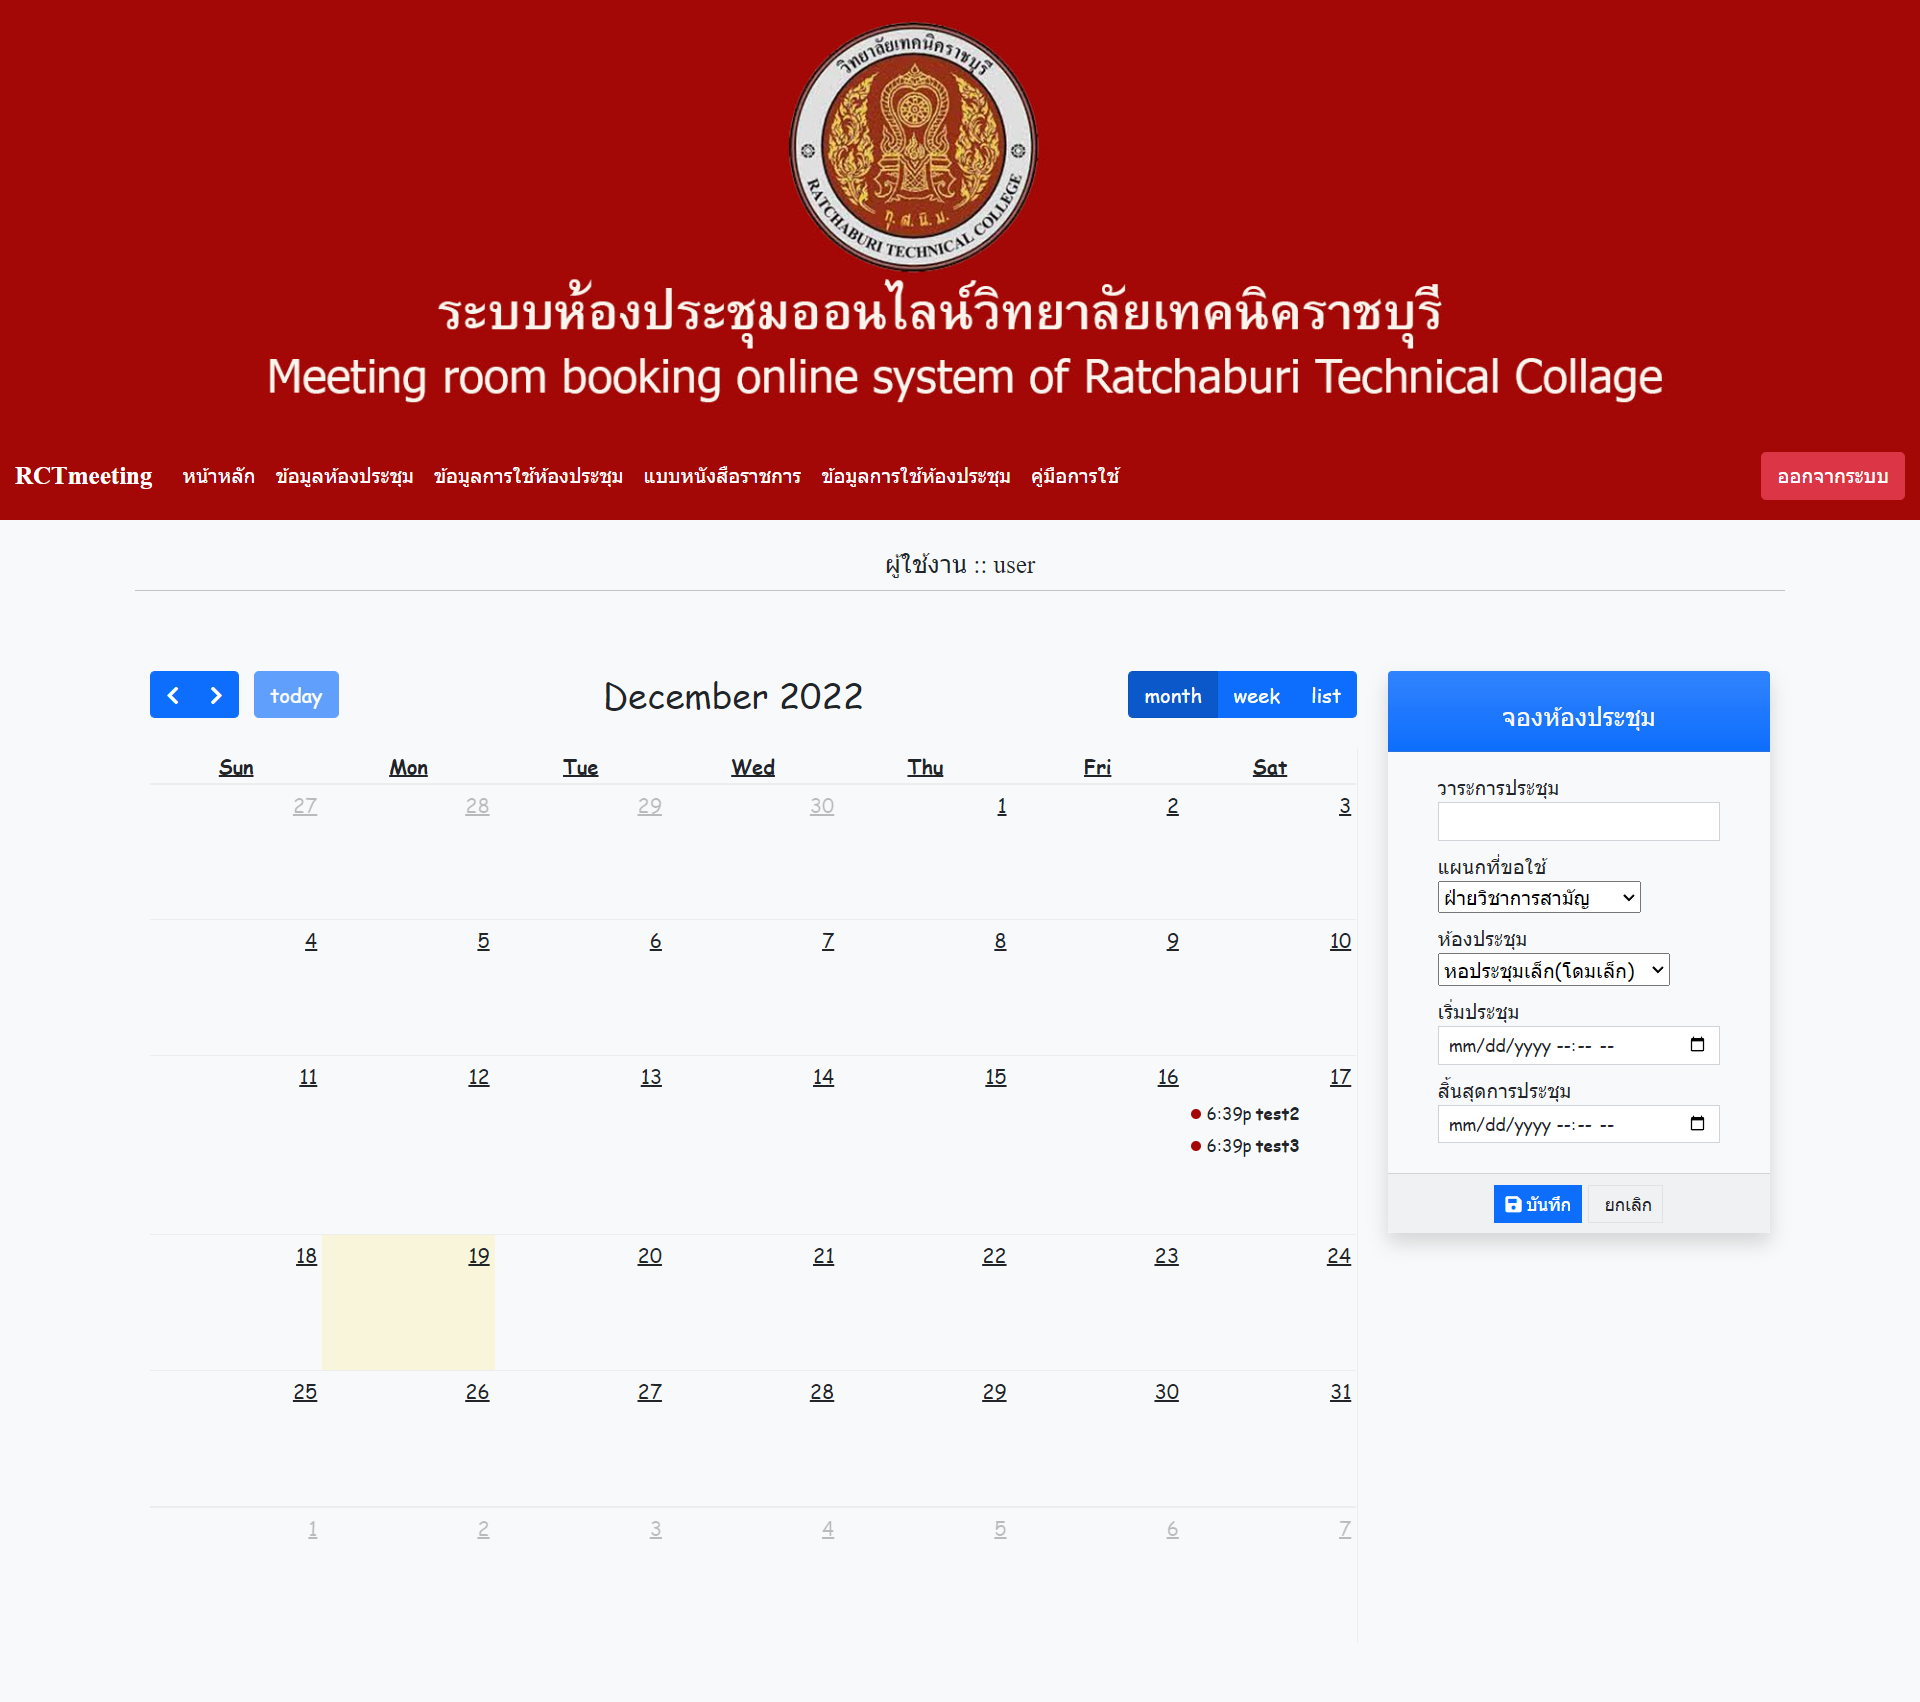 วิทยาลัยเทคนิคราชบุรี
ทุ. ส. นิ. ม.
RATCHABURI TECHNICAL COLLEGE
ระบบห้องประชุมออนไลน์วิทยาลัยเทคนิคราชบุรี
Meeting room booking online system of Ratchaburi Technical Collage
RCTmeeting หน้าหลัก ข้อมูลห้องประชุม ข้อมูลการใช้ห้องประชุม แบบหนังสือราชการ ข้อมูลการใช้ห้องประชุม คู่มือการใช้ ออกจากระบบ
ผู้ใช้งาน :: user
today December 2022 month week list
Sun Mon Tue Wed Thu Fri Sat
27 28 29 30 1 2 3
4 5 6 7 8 9 10
11 12 13 14 15 16 17
6:39p test2
6:39p test3
18 19 20 21 22 23 24
25 26 27 28 29 30 31
1 2 3 4 5 6 7
จองห้องประชุม
วาระการประชุม
แผนกที่ขอใช้
ฝ่ายวิชาการสามัญ
ห้องประชุม
หอประชุมเล็ก(โดมเล็ก)
เริ่มประชุม
mm/dd/yyyy --:-- --
สิ้นสุดการประชุม
mm/dd/yyyy --:-- --
บันทึก ยกเลิก